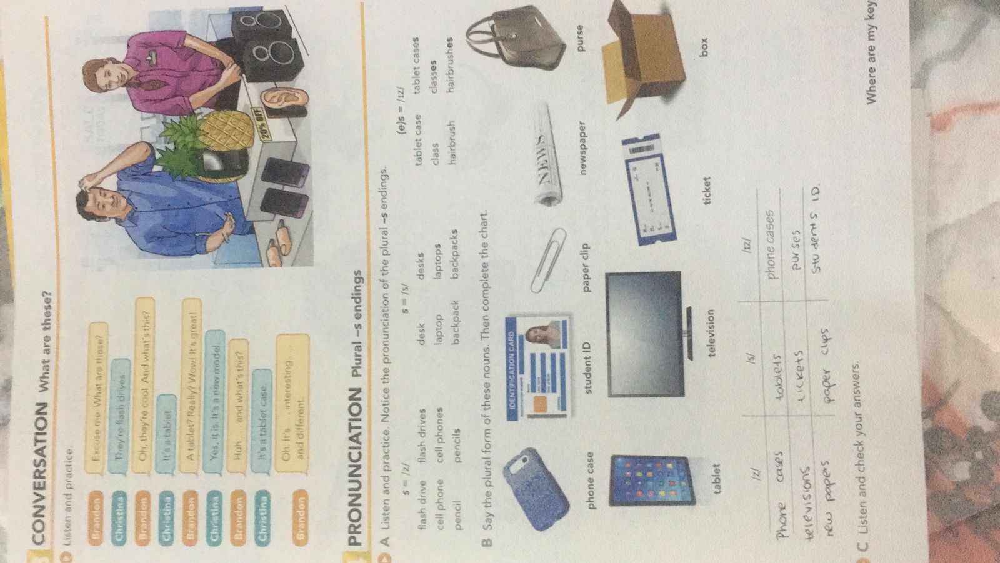 CONVERSATION What are these?
Listen and practice.
Brandon Excuse me. What are these?
Christina They're flash drives.
Brandon Oh, they're cool. And what's this?
Christina It's a tablet.
Brandon A tablet? Really? Wow! It's great!
Christina Yes, it is. It's a new model.
Brandon Huh . . . and what's this?
Christina It's a tablet case.
Brandon Oh. It's . . . interesting . . .
and different.
20% OFF
PRONUNCIATION Plural –s endings
A Listen and practice. Notice the pronunciation of the plural –s endings.
s = /z/ s = /s/ (e)s = /ɪz/
flash drive flash drives desk desks tablet case tablet cases
cell phone cell phones laptop laptops class classes
pencil pencils backpack backpacks hairbrush hairbrushes
B Say the plural form of these nouns. Then complete the chart.
IDENTIFICATION CARD
NEWS
phone case student ID paper clip newspaper purse
tablet television ticket box
/z/ /s/ /ɪz/
Phone cases tablets phone cases
televisions tickets purses
new papers paper clips students ID.
C Listen and check your answers.
Where are my key